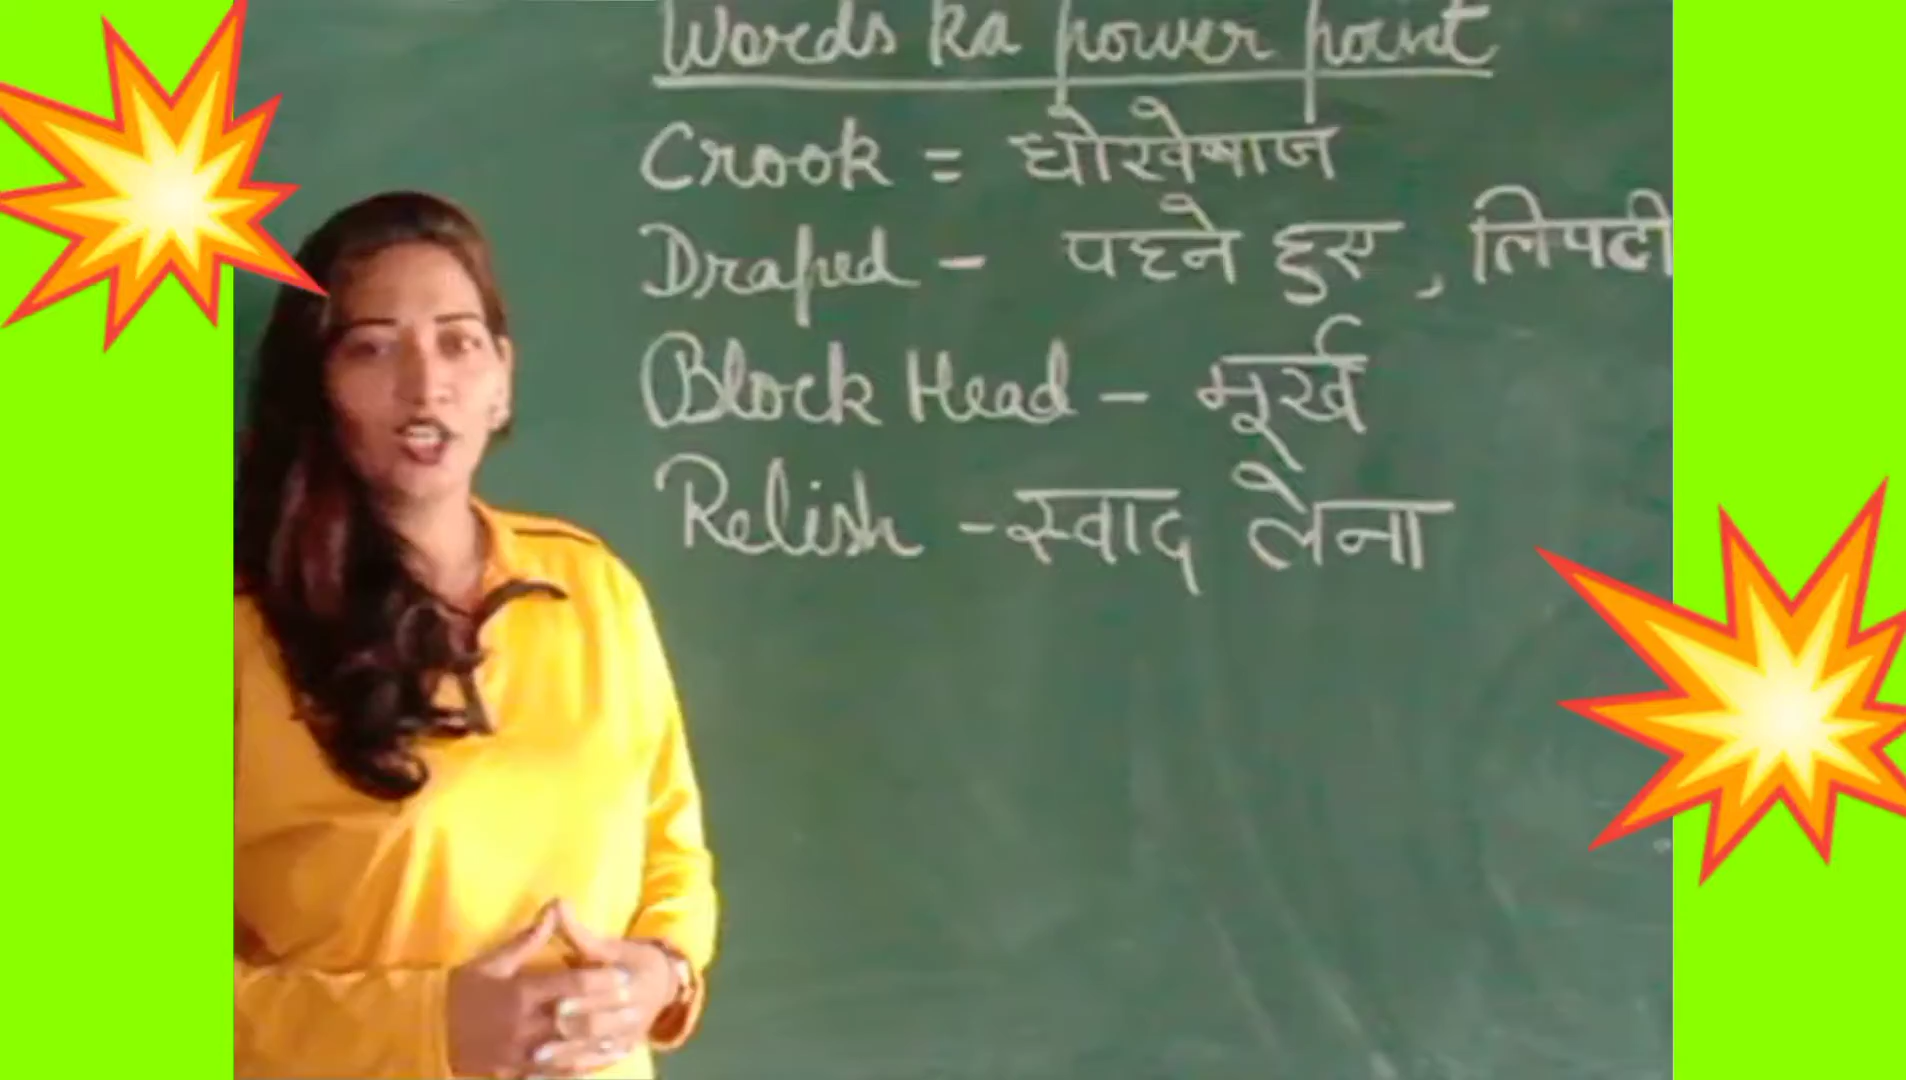 Words ka power point
Crook = धोखेबाज
Draped - पहने हुए , लिपटी
Block Head - मूर्ख
Relish - स्वाद लेना